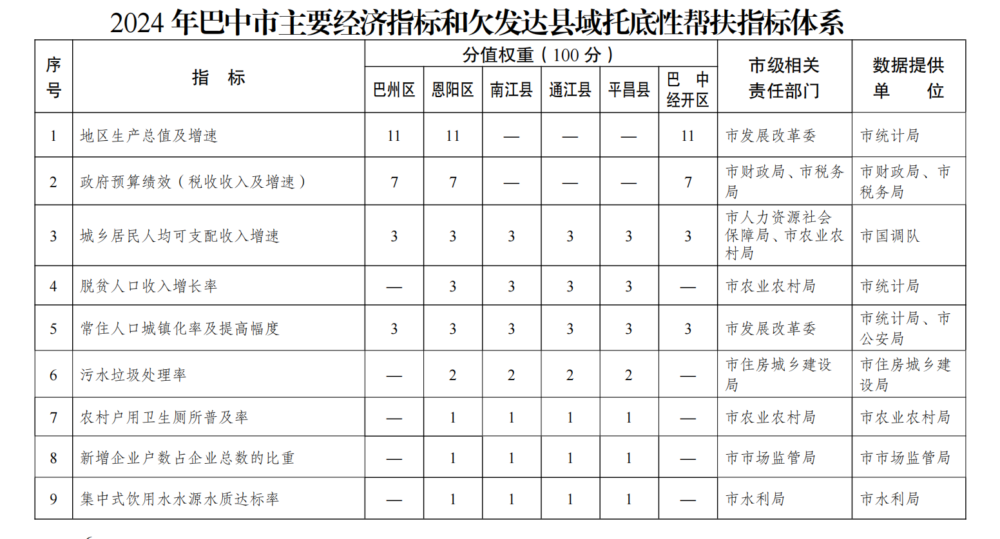 2024 年巴中市主要经济指标和欠发达县域托底性帮扶指标体系
序号 指 标 分值权重（100 分） 市级相关责任部门 数据提供单 位
巴州区 恩阳区 南江县 通江县 平昌县 巴 中经开区
1 地区生产总值及增速 11 11 — — — 11 市发展改革委 市统计局
2 政府预算绩效（税收收入及增速） 7 7 — — — 7 市财政局、市税务局 市财政局、市税务局
3 城乡居民人均可支配收入增速 3 3 3 3 3 3 市人力资源社会保障局、市农业农村局 市国调队
4 脱贫人口收入增长率 — 3 3 3 3 — 市农业农村局 市统计局
5 常住人口城镇化率及提高幅度 3 3 3 3 3 3 市发展改革委 市统计局、市公安局
6 污水垃圾处理率 — 2 2 2 2 — 市住房城乡建设局 市住房城乡建设局
7 农村户用卫生厕所普及率 — 1 1 1 1 — 市农业农村局 市农业农村局
8 新增企业户数占企业总数的比重 — 1 1 1 1 — 市市场监管局 市市场监管局
9 集中式饮用水水源水质达标率 — 1 1 1 1 — 市水利局 市水利局